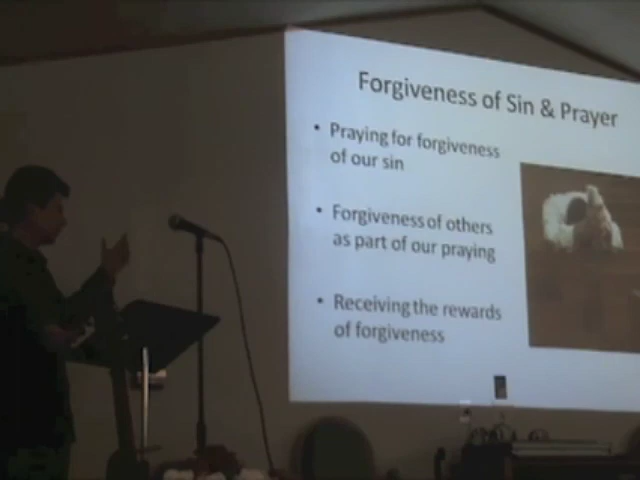 Forgiveness of Sin & Prayer
• Praying for forgiveness
of our sin
• Forgiveness of others
as part of our praying
• Receiving the rewards
of forgiveness